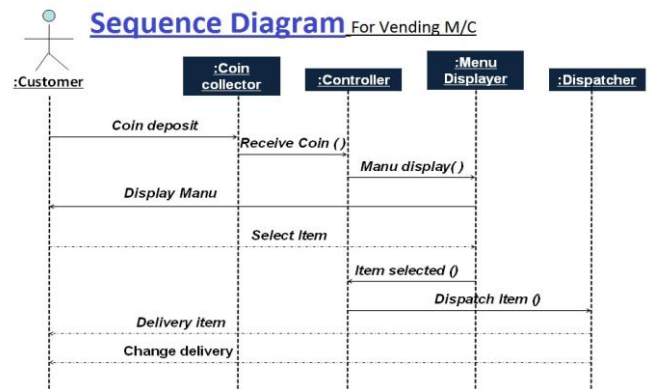 Sequence Diagram For Vending M/C
:Customer
:Coin
collector
:Controller
:Menu
Displayer
:Dispatcher
Coin deposit
Receive Coin ( )
Manu display( )
Display Manu
Select Item
Item selected ()
Dispatch Item ()
Delivery item
Change delivery